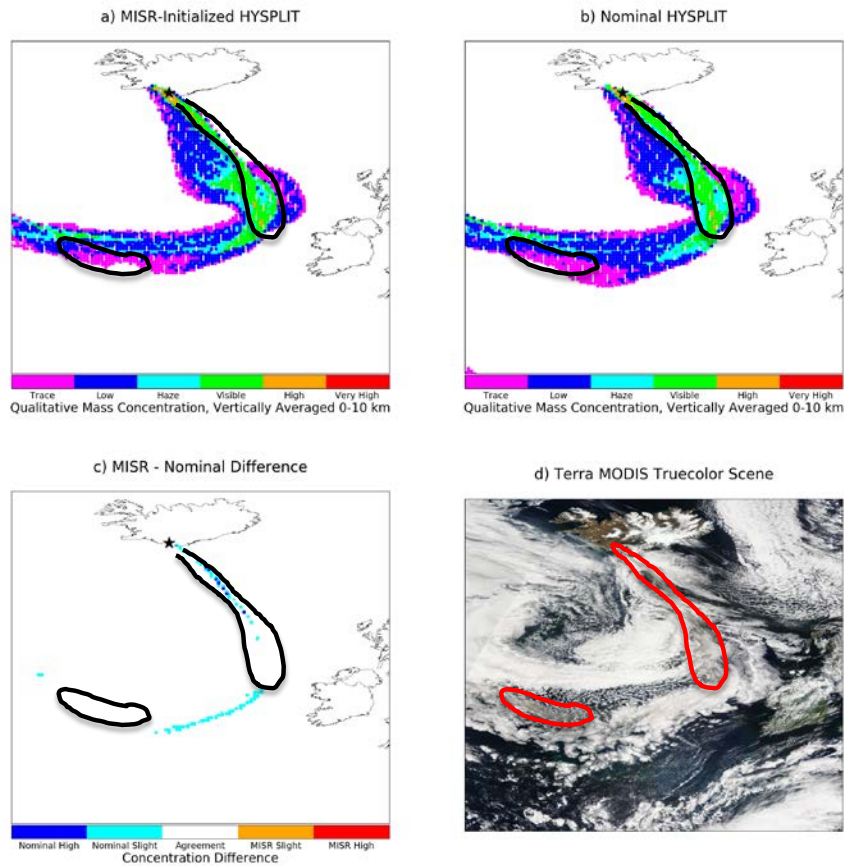 a) MISR-Initialized HYSPLIT
b) Nominal HYSPLIT
Trace Low Haze Visible High Very High
Qualitative Mass Concentration, Vertically Averaged 0-10 km
Trace Low Haze Visible High Very High
Qualitative Mass Concentration, Vertically Averaged 0-10 km
c) MISR - Nominal Difference
d) Terra MODIS Truecolor Scene
Nominal High Nominal Slight Agreement MISR Slight MISR High
Concentration Difference